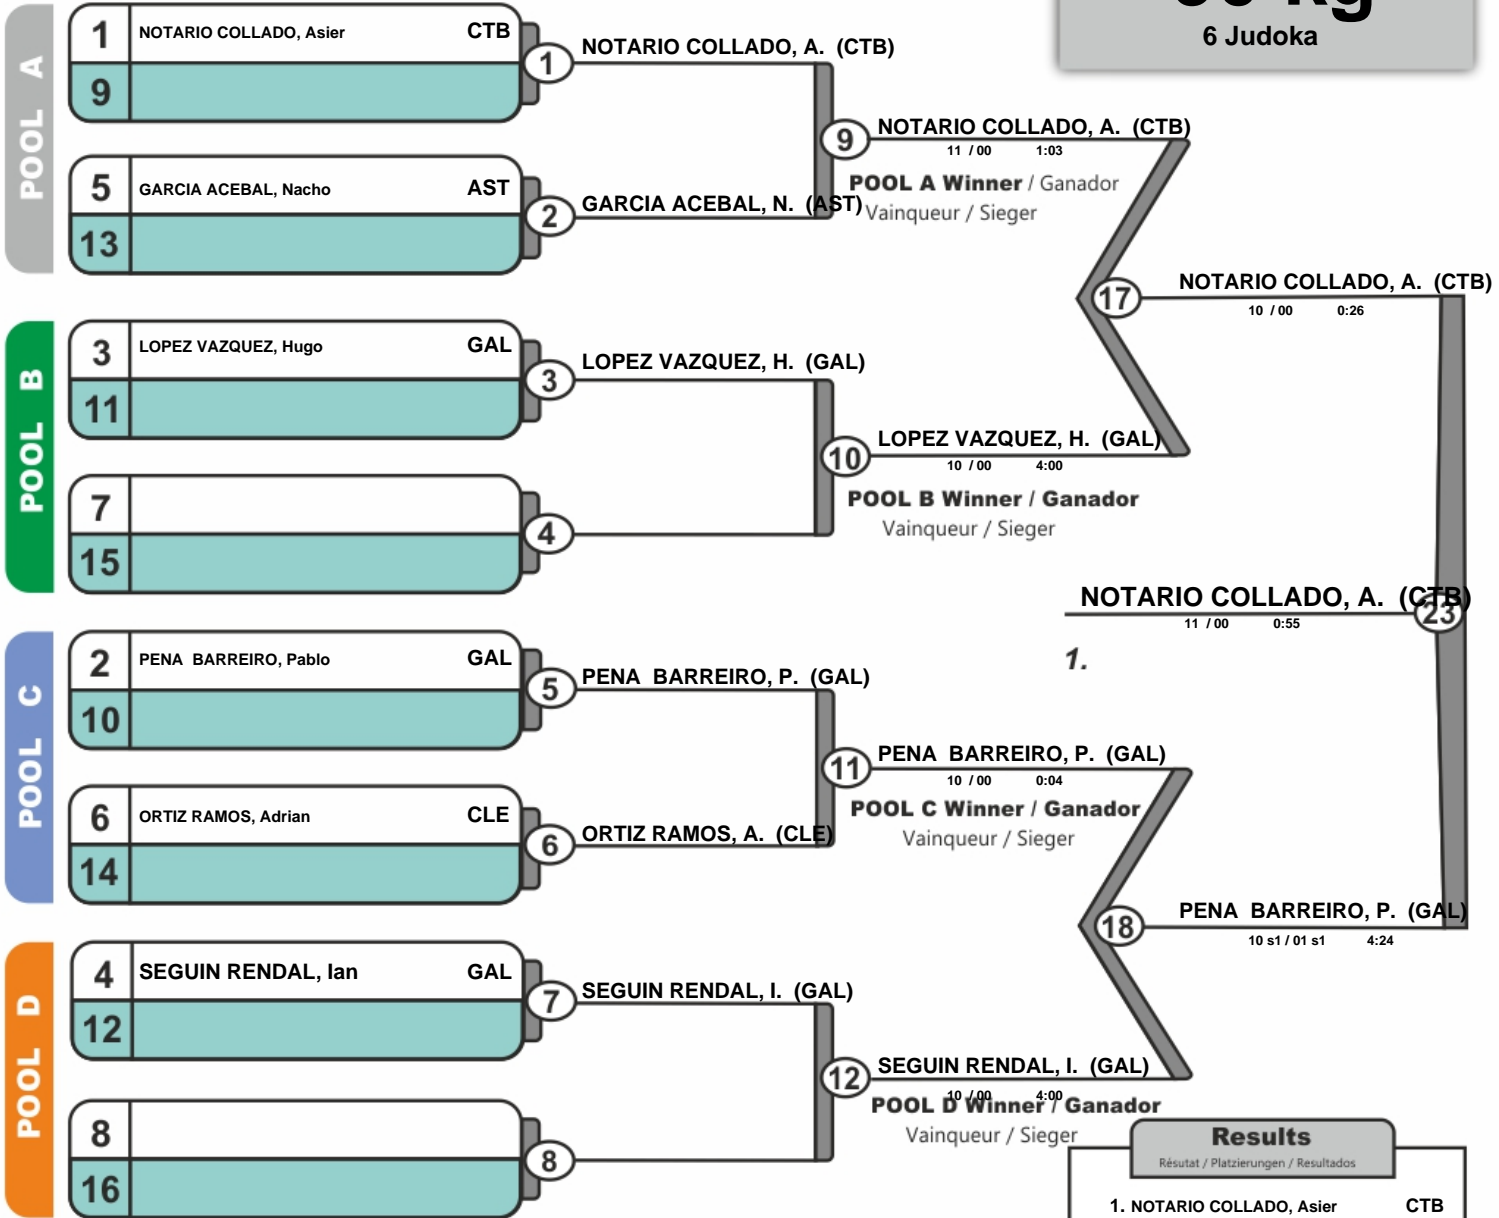 kg
6 Judoka
POOL A
1 NOTARIO COLLADO, Asier CTB
9
1
NOTARIO COLLADO, A. (CTB)
5 GARCIA ACEBAL, Nacho AST
13
2
GARCIA ACEBAL, N. (AST)
9
NOTARIO COLLADO, A. (CTB)
11 / 00 1:03
POOL A Winner / Ganador
Vainqueur / Sieger
POOL B
3 LOPEZ VAZQUEZ, Hugo GAL
11
3
LOPEZ VAZQUEZ, H. (GAL)
7
15
4
10
LOPEZ VAZQUEZ, H. (GAL)
10 / 00 4:00
POOL B Winner / Ganador
Vainqueur / Sieger
17
NOTARIO COLLADO, A. (CTB)
10 / 00 0:26
NOTARIO COLLADO, A. (CTB)
23
11 / 00 0:55
1.
POOL C
2 PENA BARREIRO, Pablo GAL
10
5
PENA BARREIRO, P. (GAL)
6 ORTIZ RAMOS, Adrian CLE
14
6
ORTIZ RAMOS, A. (CLE)
11
PENA BARREIRO, P. (GAL)
10 / 00 0:04
POOL C Winner / Ganador
Vainqueur / Sieger
18
PENA BARREIRO, P. (GAL)
10 s1 / 01 s1 4:24
POOL D
4 SEGUIN RENDAL, Ian GAL
12
7
SEGUIN RENDAL, I. (GAL)
8
16
8
12
SEGUIN RENDAL, I. (GAL)
10 / 00 4:00
POOL D Winner / Ganador
Vainqueur / Sieger
Results
Résutat / Platzierungen / Resultados
1. NOTARIO COLLADO, Asier CTB